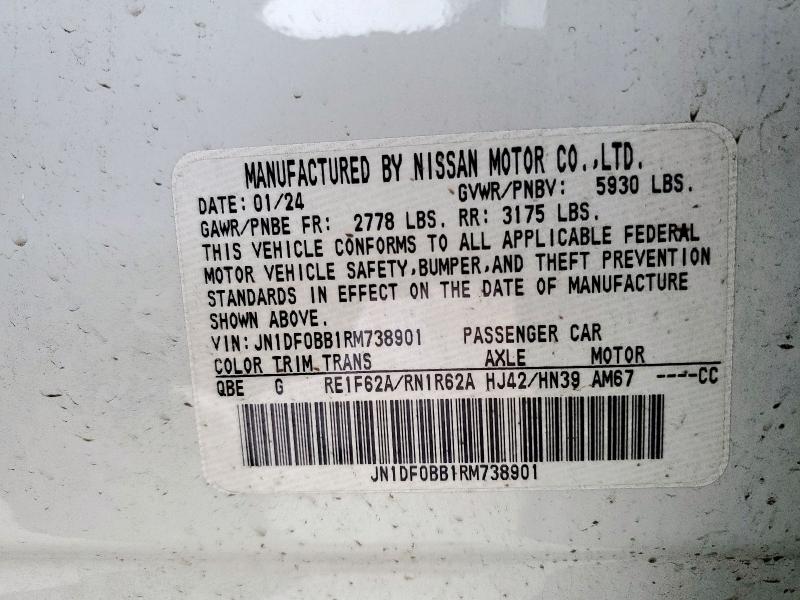 MANUFACTURED BY NISSAN MOTOR CO.,LTD.
DATE: 01/24 GVWR/PNBV: 5930 LBS.
GAWR/PNBE FR: 2778 LBS. RR: 3175 LBS.
THIS VEHICLE CONFORMS TO ALL APPLICABLE FEDERAL
MOTOR VEHICLE SAFETY,BUMPER,AND THEFT PREVENTION
STANDARDS IN EFFECT ON THE DATE OF MANUFACTURE
SHOWN ABOVE.
VIN: JN1DF0BB1RM738901 PASSENGER CAR
COLOR TRIM TRANS AXLE MOTOR
QBE G RE1F62A/RN1R62A HJ42/HN39 AM67 ----CC
JN1DF0BB1RM738901